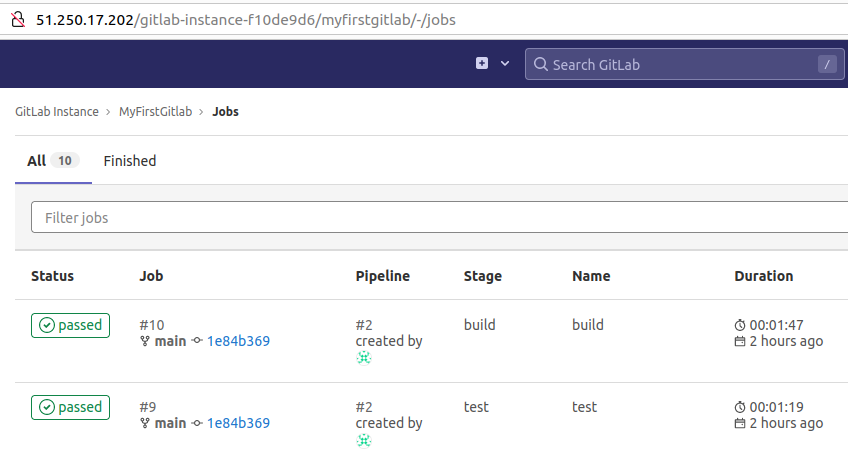 51.250.17.202/gitlab-instance-f10de9d6/myfirstgitlab/-/jobs
Search GitLab /
GitLab Instance › MyFirstGitlab › Jobs
All 10 Finished
Filter jobs
Status Job Pipeline Stage Name Duration
passed #10 #2 build build 00:01:47
main 1e84b369 created by 2 hours ago
passed #9 #2 test test 00:01:19
main 1e84b369 created by 2 hours ago